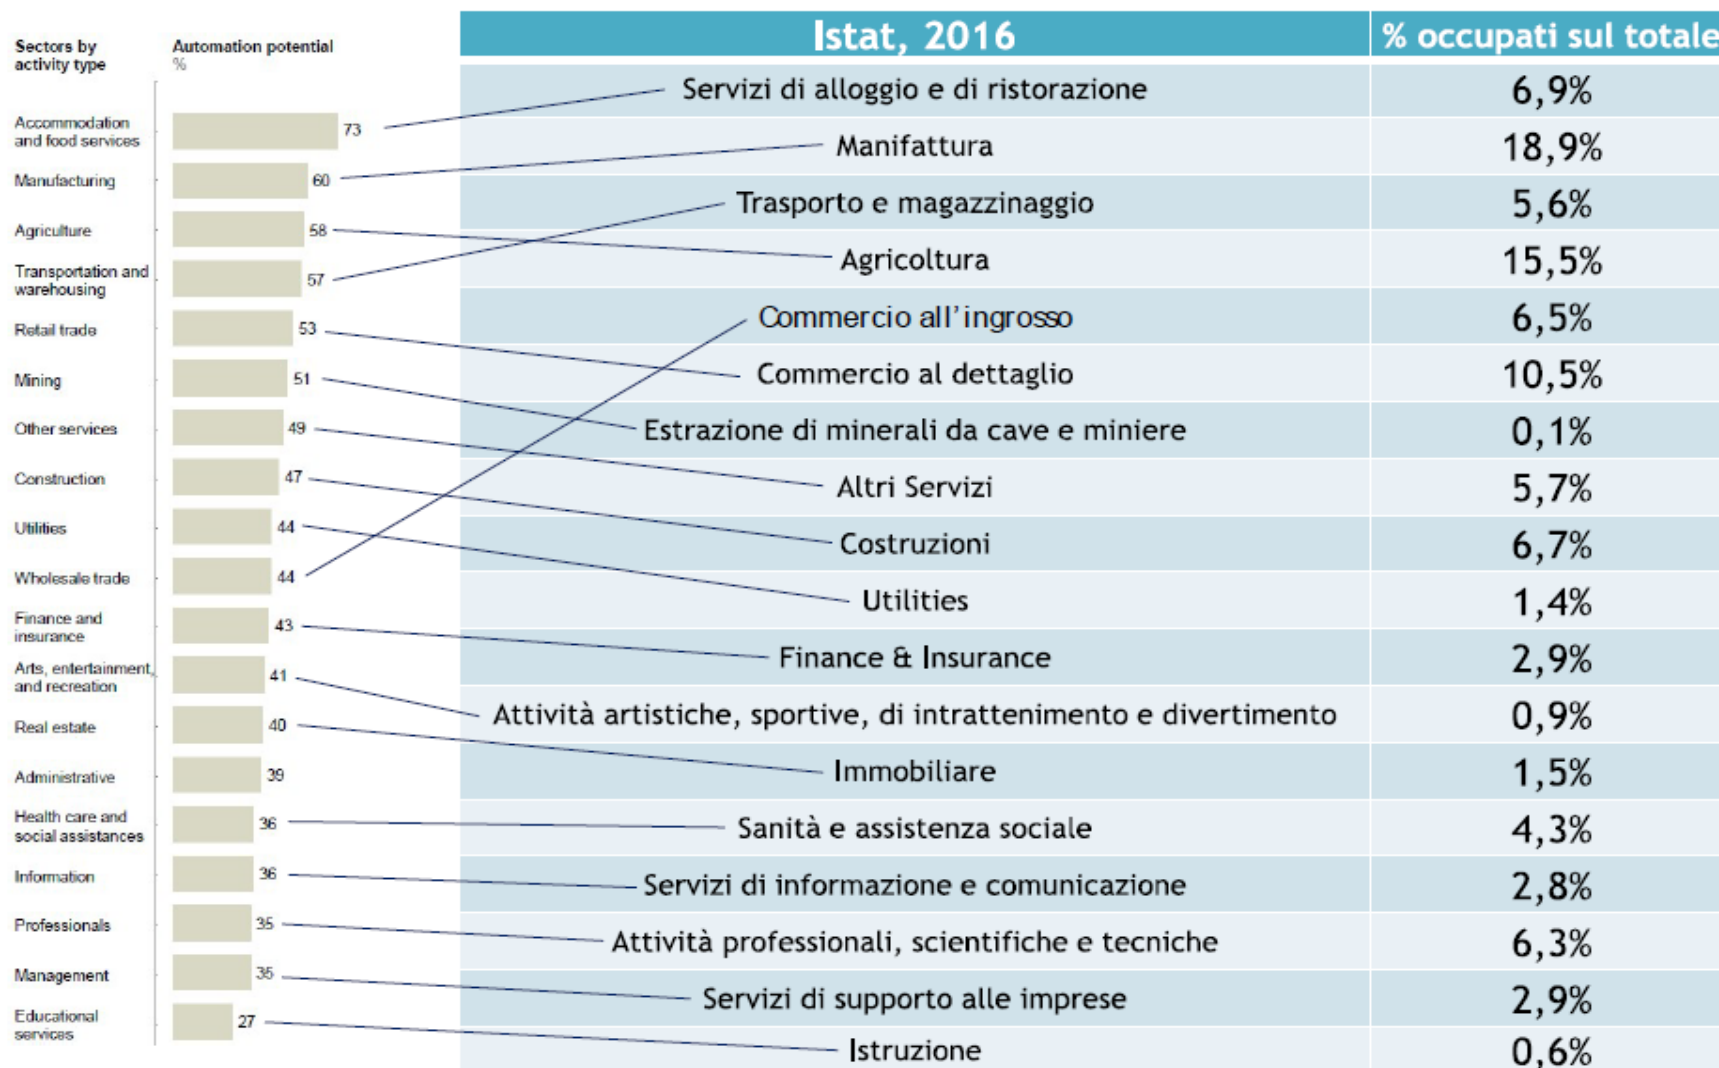 Sectors by
activity type
Automation potential
%
Accommodation
and food services
73
Manufacturing
60
Agriculture
58
Transportation and
warehousing
57
Retail trade
53
Mining
51
Other services
49
Construction
47
Utilities
44
Wholesale trade
44
Finance and
insurance
43
Arts, entertainment,
and recreation
41
Real estate
40
Administrative
39
Health care and
social assistances
36
Information
36
Professionals
35
Management
35
Educational
services
27
Istat, 2016 % occupati sul totale
Servizi di alloggio e di ristorazione 6,9%
Manifattura 18,9%
Trasporto e magazzinaggio 5,6%
Agricoltura 15,5%
Commercio all'ingrosso 6,5%
Commercio al dettaglio 10,5%
Estrazione di minerali da cave e miniere 0,1%
Altri Servizi 5,7%
Costruzioni 6,7%
Utilities 1,4%
Finance & Insurance 2,9%
Attività artistiche, sportive, di intrattenimento e divertimento 0,9%
Immobiliare 1,5%
Sanità e assistenza sociale 4,3%
Servizi di informazione e comunicazione 2,8%
Attività professionali, scientifiche e tecniche 6,3%
Servizi di supporto alle imprese 2,9%
Istruzione 0,6%